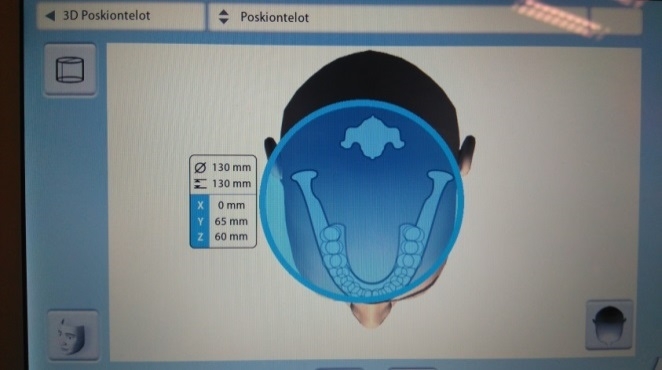 3D Poskiontelot
Poskiontelot
Ø 130 mm
130 mm
X 0 mm
Y 65 mm
Z 60 mm